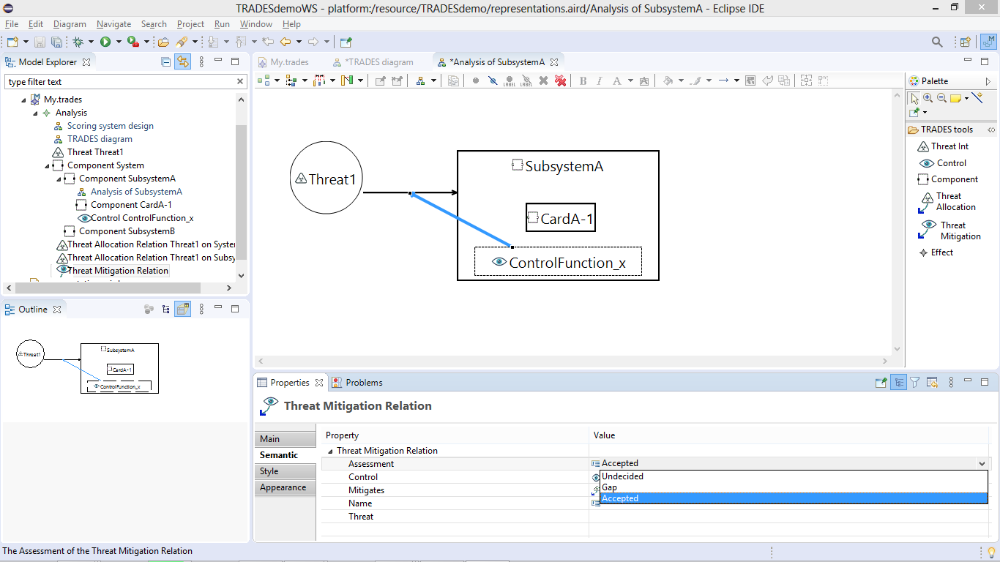 TRADESdemoWS - platform:/resource/TRADESdemo/representations.aird/Analysis of SubsystemA - Eclipse IDE
File Edit Diagram Navigate Search Project Run Window Help
Model Explorer
type filter text
My.trades
Analysis
Scoring system design
TRADES diagram
Threat Threat1
Component System
Component SubsystemA
Analysis of SubsystemA
Component CardA-1
Control ControlFunction_x
Component SubsystemB
Threat Allocation Relation Threat1 on System
Threat Allocation Relation Threat1 on Subsy
Threat Mitigation Relation
Outline
Threat1
SubsystemA
CardA-1
ControlFunction_x
My.trades *TRADES diagram *Analysis of SubsystemA
LABEL LABEL B I A
Threat1
SubsystemA
CardA-1
ControlFunction_x
Palette
TRADES tools
Threat Int
Control
Component
Threat
Allocation
Threat
Mitigation
Effect
Properties Problems
Threat Mitigation Relation
Main
Semantic
Style
Appearance
Property Value
Threat Mitigation Relation
Assessment Accepted
Control
Mitigates
Name
Threat
Undecided
Gap
Accepted
The Assessment of the Threat Mitigation Relation